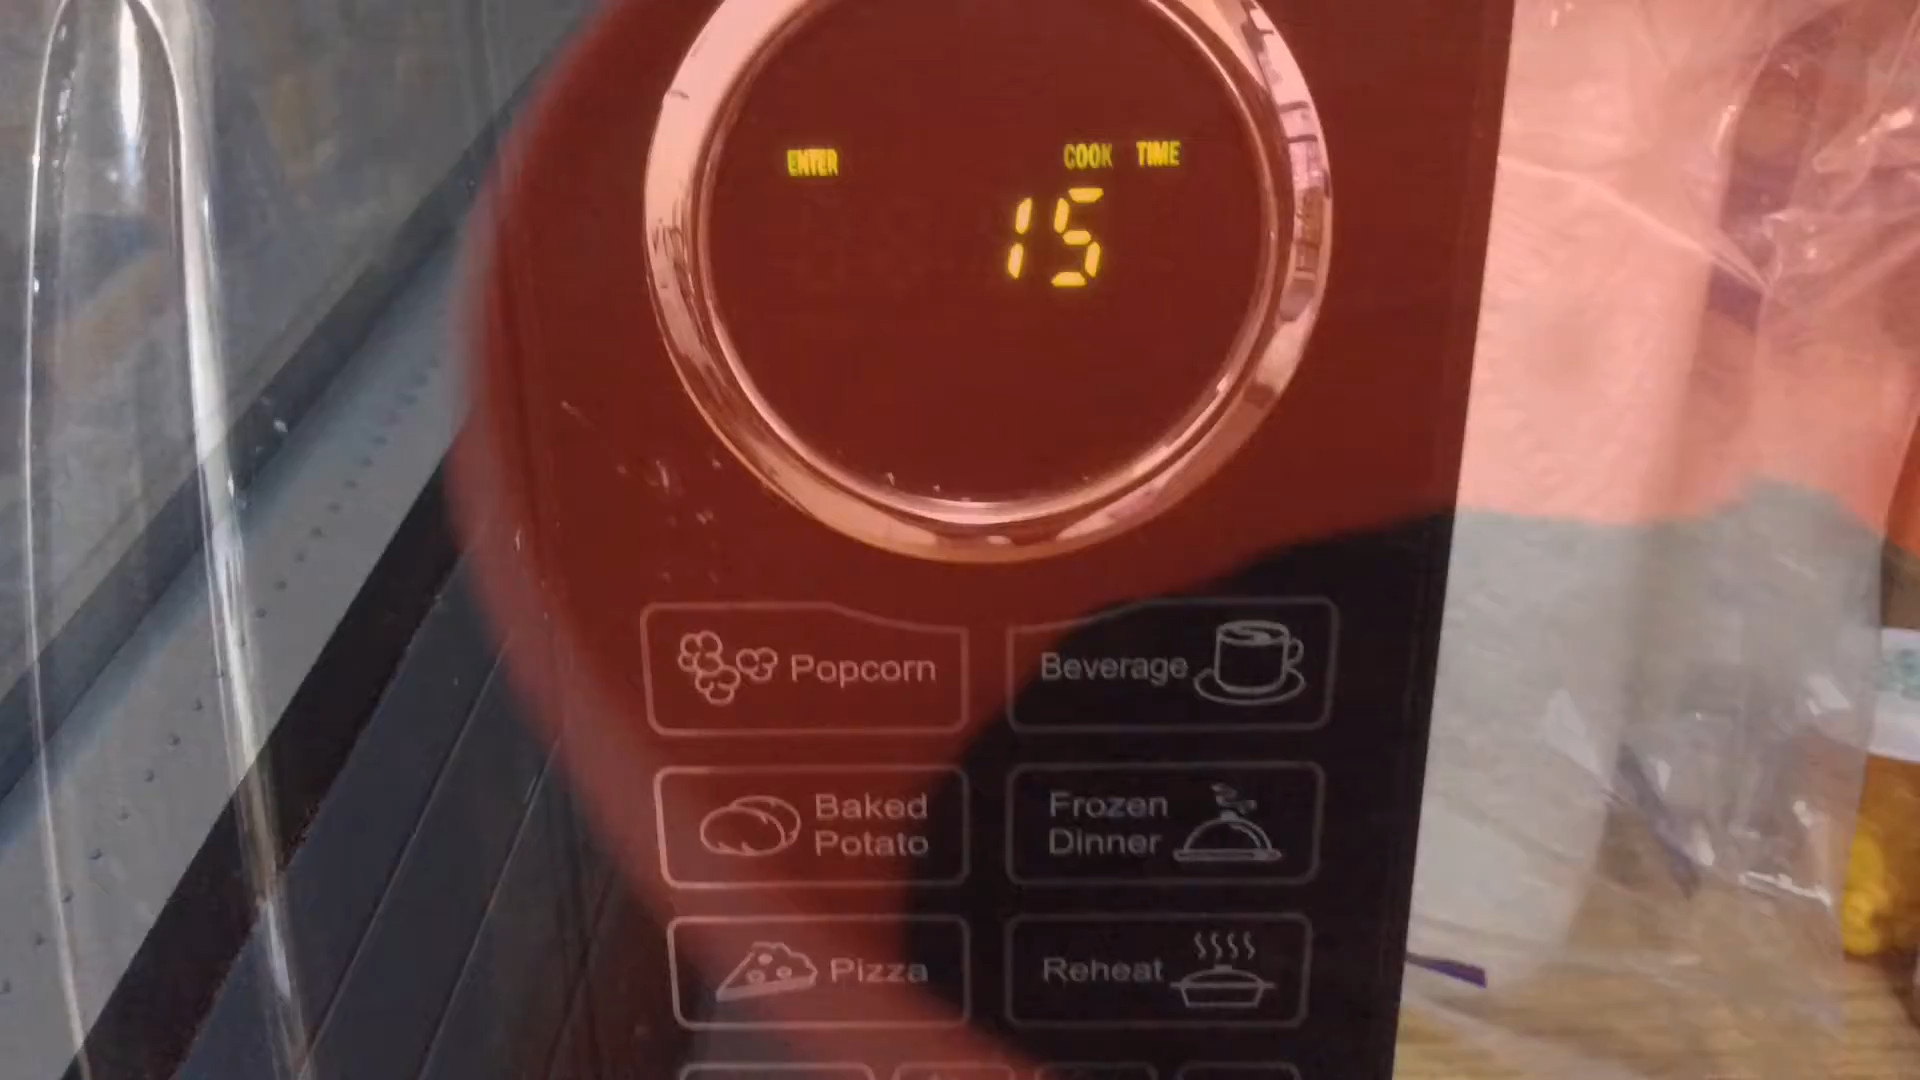 ENTER COOK TIME
15
Popcorn
Beverage
Baked
Potato
Frozen
Dinner
Pizza
Reheat